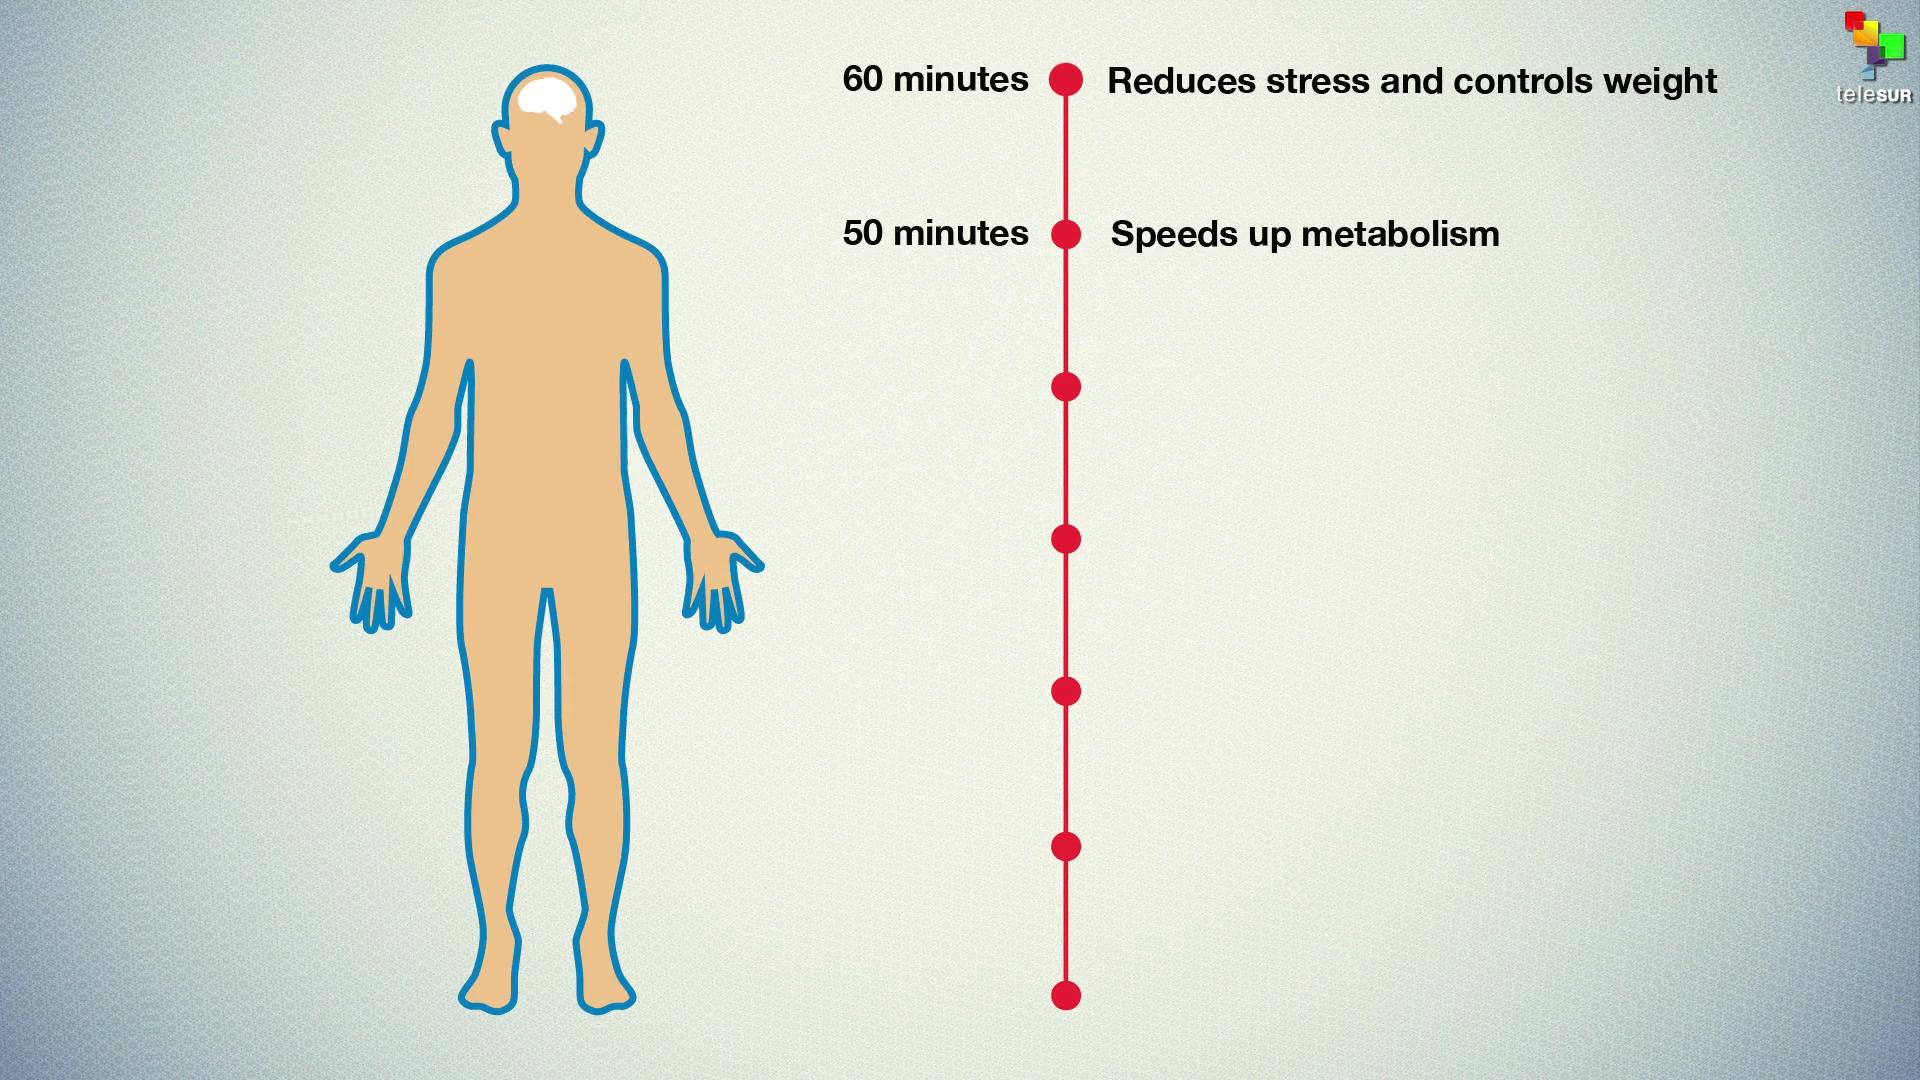 60 minutes Reduces stress and controls weight
50 minutes Speeds up metabolism
teleSUR